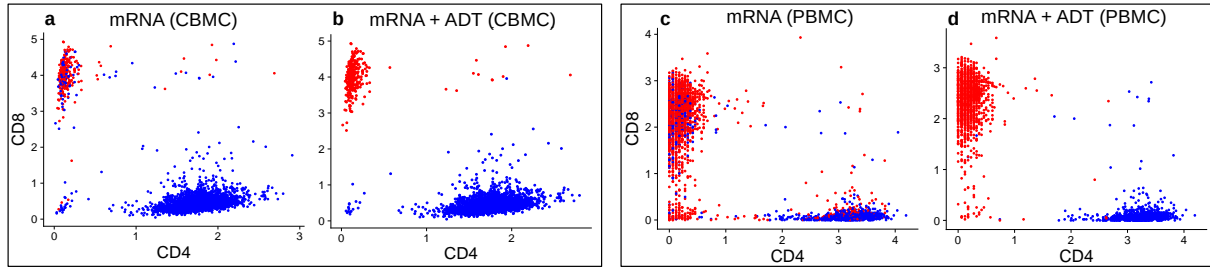 a mRNA (CBMC)
b mRNA + ADT (CBMC)
CD8
5
4
3
2
1
0
0 1 2 3
CD4
5
4
3
2
1
0
0 1 2
CD4
c mRNA (PBMC)
d mRNA + ADT (PBMC)
CD8
4
3
2
1
0
0 1 2 3 4
CD4
3
2
1
0
0 1 2 3 4
CD4